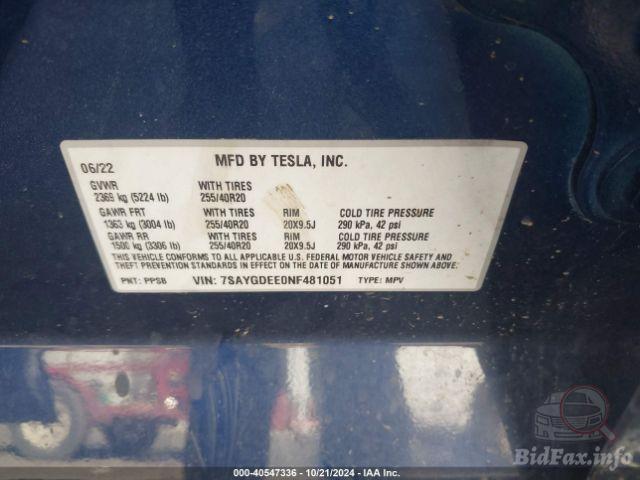 06/22 MFD BY TESLA, INC.
GVWR WITH TIRES
2369 kg (5224 lb) 255/40R20
GAWR FRT WITH TIRES RIM COLD TIRE PRESSURE
1363 kg (3004 lb) 255/40R20 20X9.5J 290 kPa, 42 psi
GAWR RR WITH TIRES RIM COLD TIRE PRESSURE
1500 kg (3306 lb) 255/40R20 20X9.5J 290 kPa, 42 psi
THIS VEHICLE CONFORMS TO ALL APPLICABLE U.S. FEDERAL MOTOR VEHICLE SAFETY AND
THEFT PREVENTION STANDARDS IN EFFECT ON THE DATE OF MANUFACTURE SHOWN ABOVE.
PNT: PPSB VIN: 7SAYGDEE0NF481051 TYPE: MPV
BidFax.info
© - 40547336 - 10/21/2024 - IAA Inc.